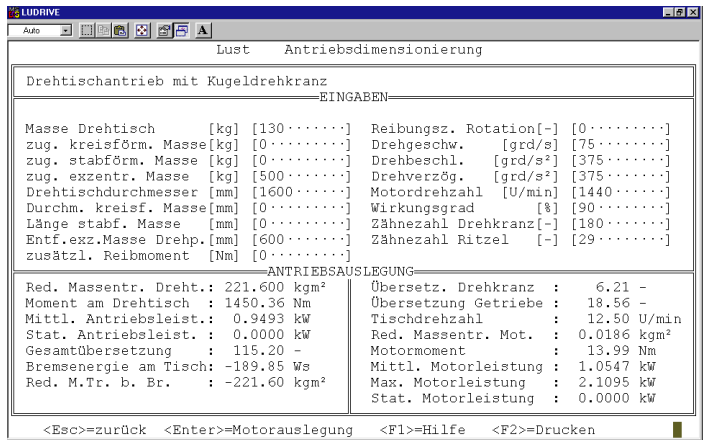 LUDRIVE
Auto
A
Lust Antriebsdimensionierung
Drehtischantrieb mit Kugeldrehkranz
EINGABEN
Masse Drehtisch [kg] [130·······] Reibungsz. Rotation[-] [0·········]
zug. kreisförm. Masse[kg] [0·········] Drehgeschw. [grd/s] [75········]
zug. stabförm. Masse [kg] [0·········] Drehbeschl. [grd/s²] [375·······]
zug. exzentr. Masse [kg] [500·······] Drehverzög. [grd/s²] [375·······]
Drehtischdurchmesser [mm] [1600······] Motordrehzahl [U/min] [1440······]
Durchm. kreisf. Masse[mm] [0·········] Wirkungsgrad [%] [90········]
Länge stabf. Masse [mm] [0·········] Zähnezahl Drehkranz[-] [180·······]
Entf.exz.Masse Drehp.[mm] [600·······] Zähnezahl Ritzel [-] [29········]
zusätzl. Reibmoment [Nm] [0·········]
ANTRIEBSAUSLEGUNG
Red. Massentr. Dreht.: 221.600 kgm² Übersetz. Drehkranz : 6.21 -
Moment am Drehtisch : 1450.36 Nm Übersetzung Getriebe : 18.56 -
Mittl. Antriebsleist.: 0.9493 kW Tischdrehzahl : 12.50 U/min
Stat. Antriebsleist. : 0.0000 kW Red. Massentr. Mot. : 0.0186 kgm²
Gesamtübersetzung : 115.20 - Motormoment : 13.99 Nm
Bremsenergie am Tisch: -189.85 Ws Mittl. Motorleistung : 1.0547 kW
Red. M.Tr. b. Br. : -221.60 kgm² Max. Motorleistung : 2.1095 kW
Stat. Motorleistung : 0.0000 kW
<Esc>=zurück <Enter>=Motorauslegung <F1>=Hilfe <F2>=Drucken